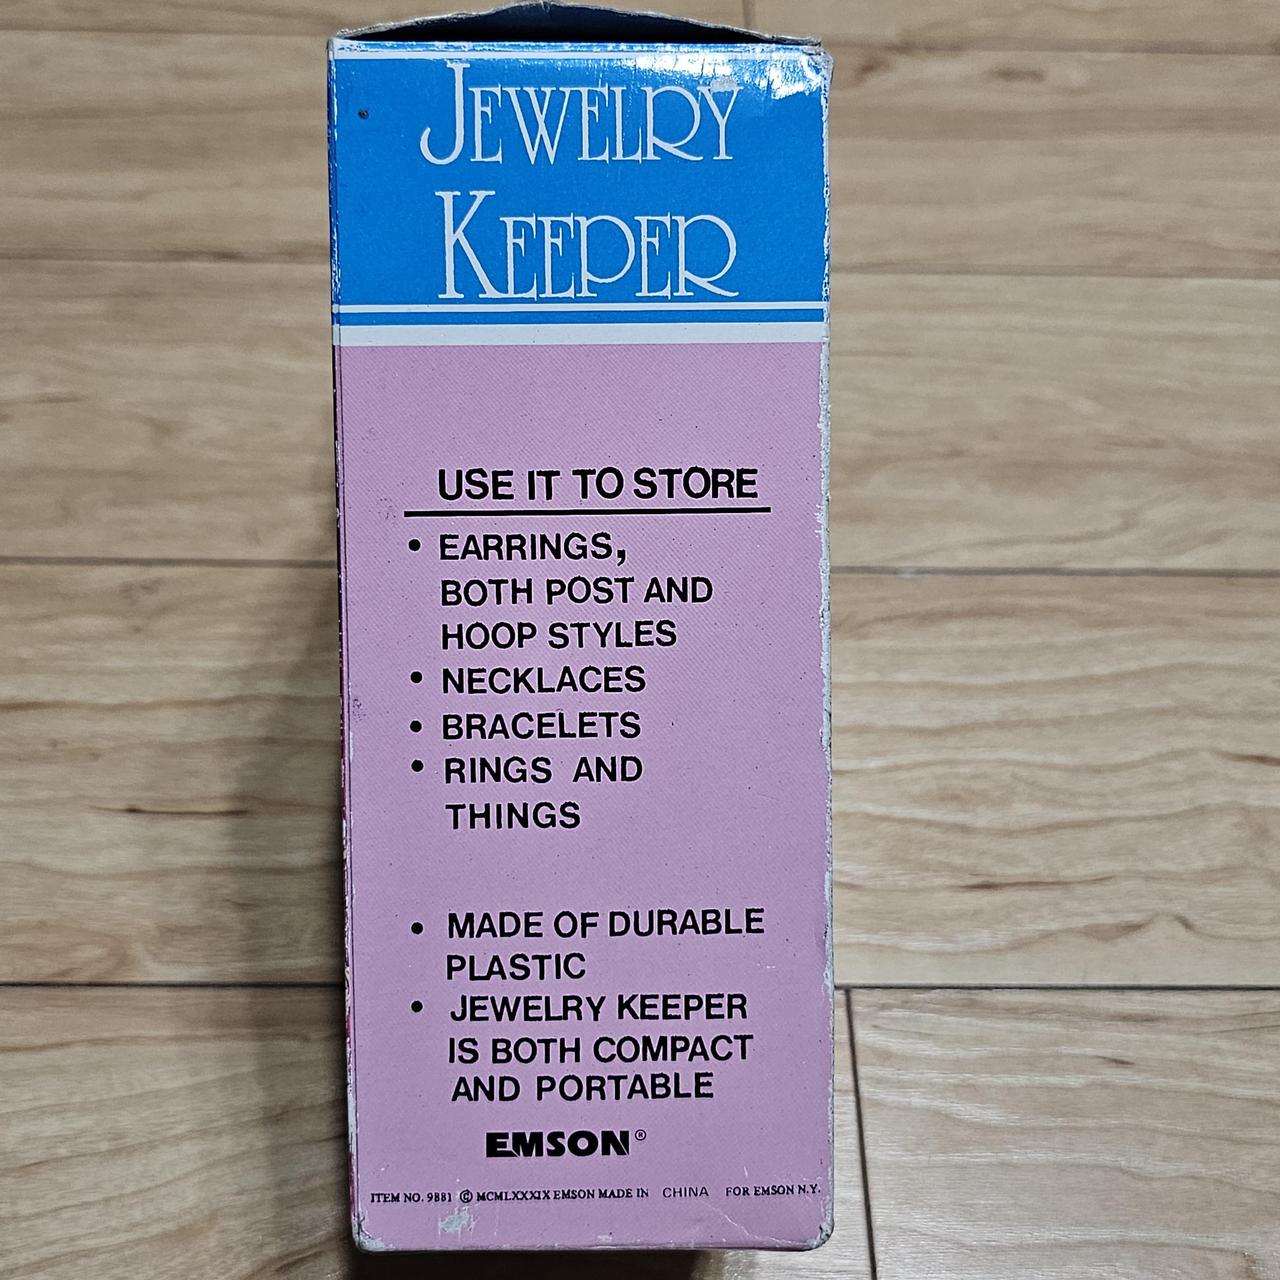 JEWELRY
KEEPER
USE IT TO STORE
• EARRINGS,
BOTH POST AND
HOOP STYLES
• NECKLACES
• BRACELETS
• RINGS AND
THINGS
• MADE OF DURABLE
PLASTIC
• JEWELRY KEEPER
IS BOTH COMPACT
AND PORTABLE
EMSON®
ITEM NO. 9881 © MCMLXXXIX EMSON MADE IN CHINA FOR EMSON N.Y.